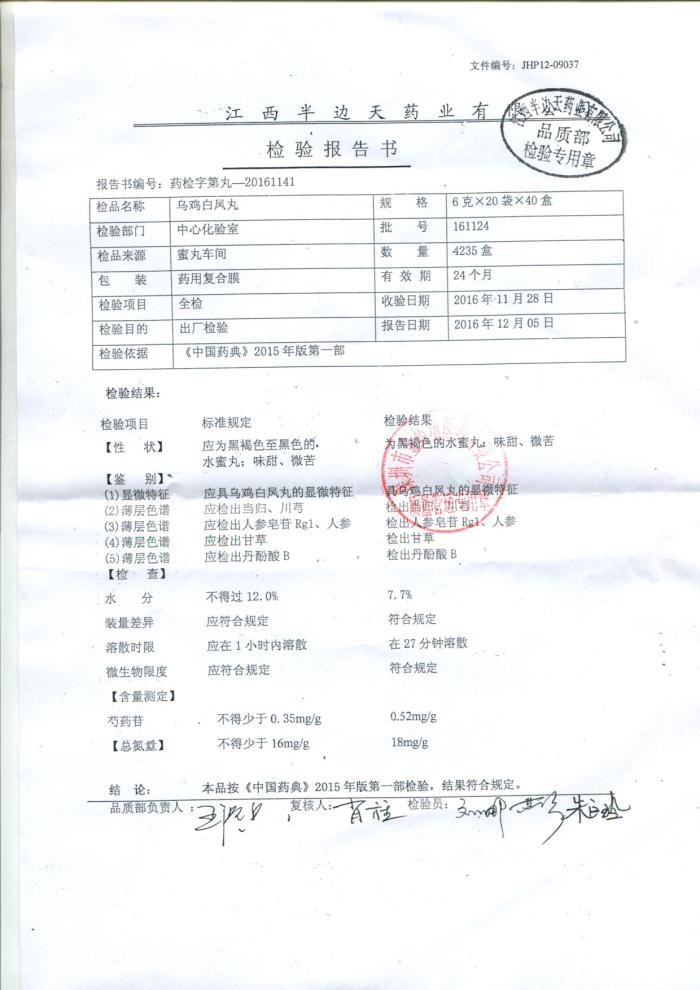 文件编号：JHP12-09037
江西半边天药业有
品质部
检验专用章
检验报告书
报告书编号：药检字第丸—20161141
检品名称 乌鸡白凤丸 规格 6克×20袋×40盒
检验部门 中心化验室 批号 161124
检品来源 蜜丸车间 数量 4235盒
包装 药用复合膜 有效期 24个月
检验项目 全检 收验日期 2016年11月28日
检验目的 出厂检验 报告日期 2016年12月05日
检验依据 《中国药典》2015年版第一部
检验结果：
检验项目 标准规定 检验结果
【性状】 应为黑褐色至黑色的 为黑褐色的水蜜丸；味甜、微苦
水蜜丸；味甜、微苦
【鉴别】
(1)显微特征 应具乌鸡白凤丸的显微特征 具乌鸡白凤丸的显微特征
(2)薄层色谱 应检出当归、川芎 检出当归、川芎
(3)薄层色谱 应检出人参皂苷Rg1、人参 检出人参皂苷Rg1、人参
(4)薄层色谱 应检出甘草 检出甘草
(5)薄层色谱 应检出丹酚酸B 检出丹酚酸B
【检查】
水分 不得过12.0% 7.7%
装量差异 应符合规定 符合规定
溶散时限 应在1小时内溶散 在27分钟溶散
微生物限度 应符合规定 符合规定
【含量测定】
芍药苷 不得少于0.35mg/g 0.52mg/g
【总氮量】 不得少于16mg/g 18mg/g
结论： 本品按《中国药典》2015年版第一部检验，结果符合规定。
品质部负责人： 复核人： 检验员：